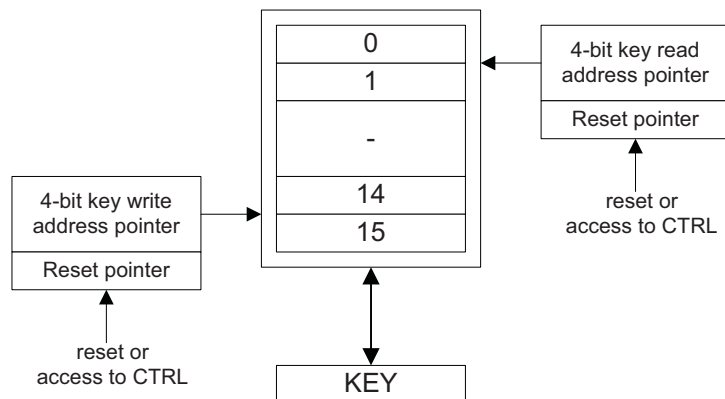 0
1
-
14
15
4-bit key read
address pointer
Reset pointer
reset or
access to CTRL
4-bit key write
address pointer
Reset pointer
reset or
access to CTRL
KEY